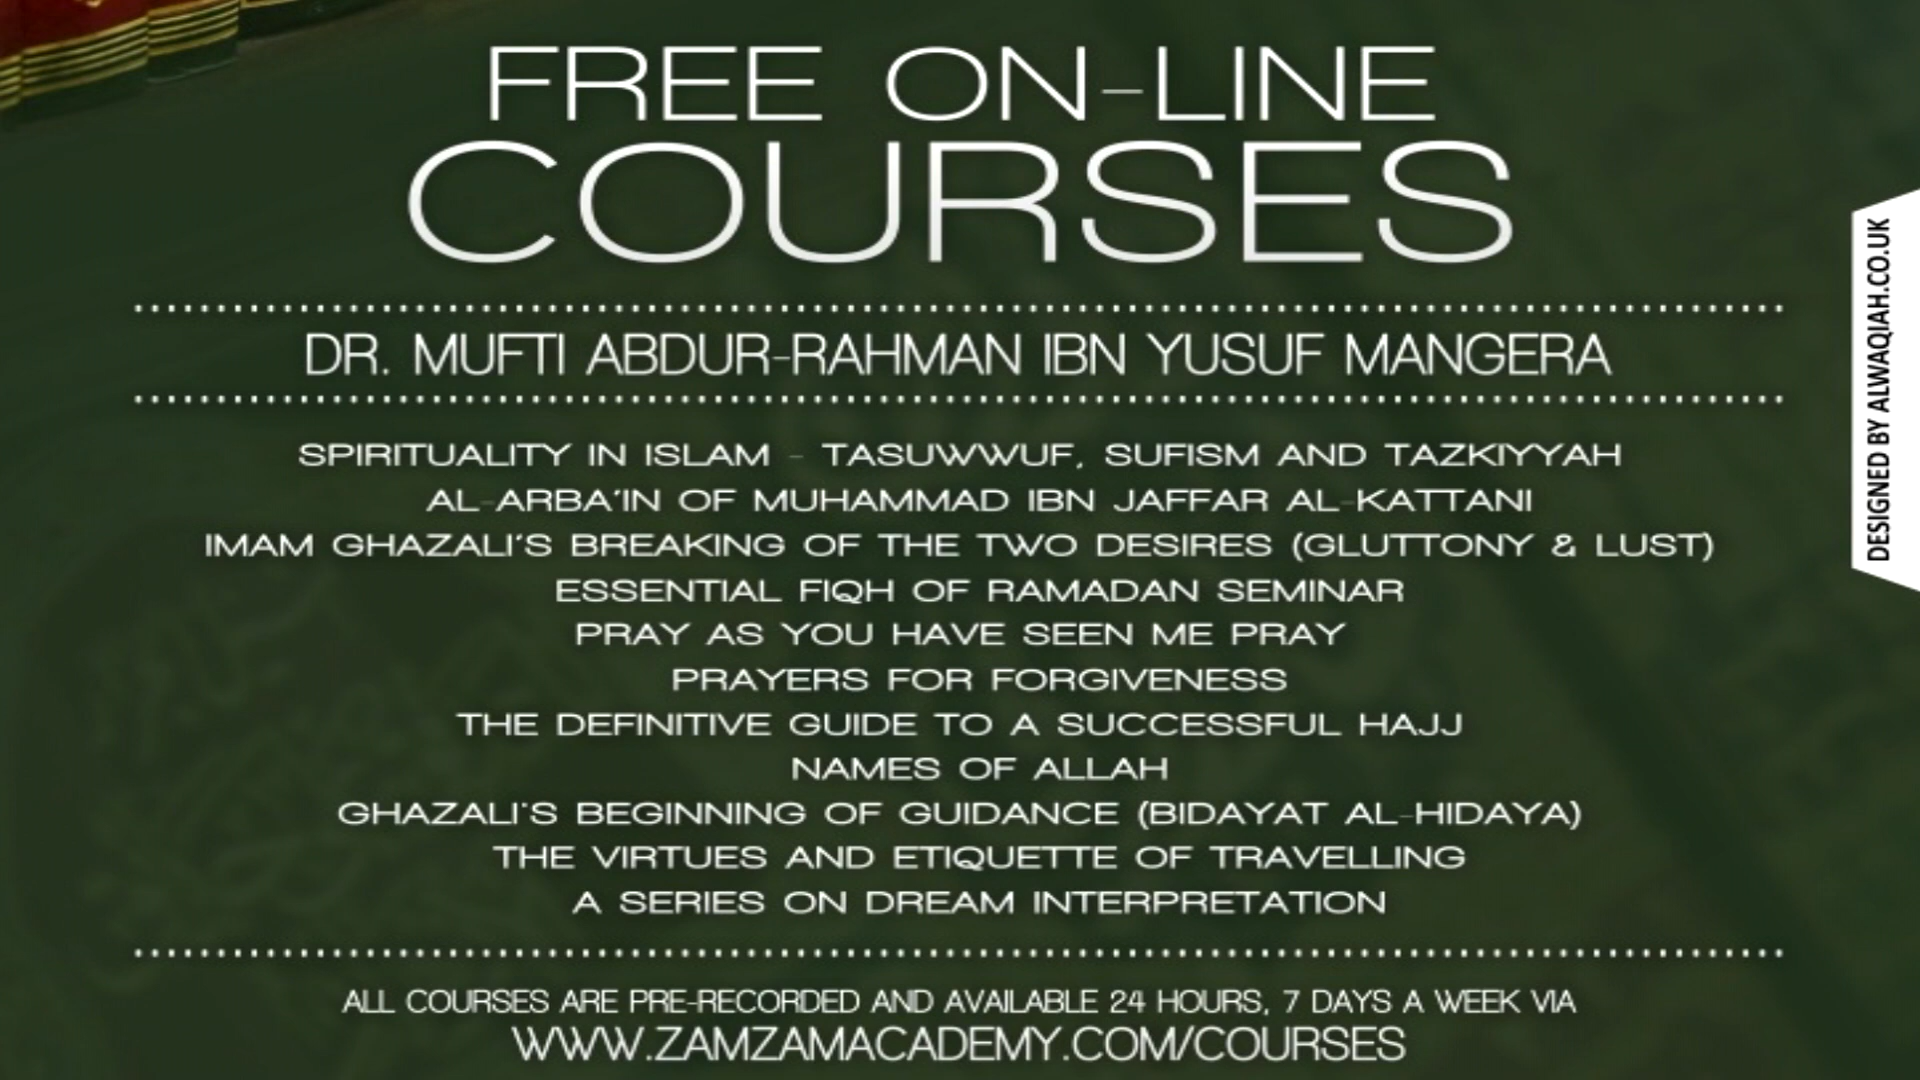 FREE ON-LINE
COURSES
DR. MUFTI ABDUR-RAHMAN IBN YUSUF MANGERA
SPIRITUALITY IN ISLAM - TASUWWUF, SUFISM AND TAZKIYYAH
AL-ARBA'IN OF MUHAMMAD IBN JAFFAR AL-KATTANI
IMAM GHAZALI'S BREAKING OF THE TWO DESIRES (GLUTTONY & LUST)
ESSENTIAL FIQH OF RAMADAN SEMINAR
PRAY AS YOU HAVE SEEN ME PRAY
PRAYERS FOR FORGIVENESS
THE DEFINITIVE GUIDE TO A SUCCESSFUL HAJJ
NAMES OF ALLAH
GHAZALI'S BEGINNING OF GUIDANCE (BIDAYAT AL-HIDAYA)
THE VIRTUES AND ETIQUETTE OF TRAVELLING
A SERIES ON DREAM INTERPRETATION
ALL COURSES ARE PRE-RECORDED AND AVAILABLE 24 HOURS, 7 DAYS A WEEK VIA
WWW.ZAMZAMACADEMY.COM/COURSES
DESIGNED BY ALWAQIAH.CO.UK